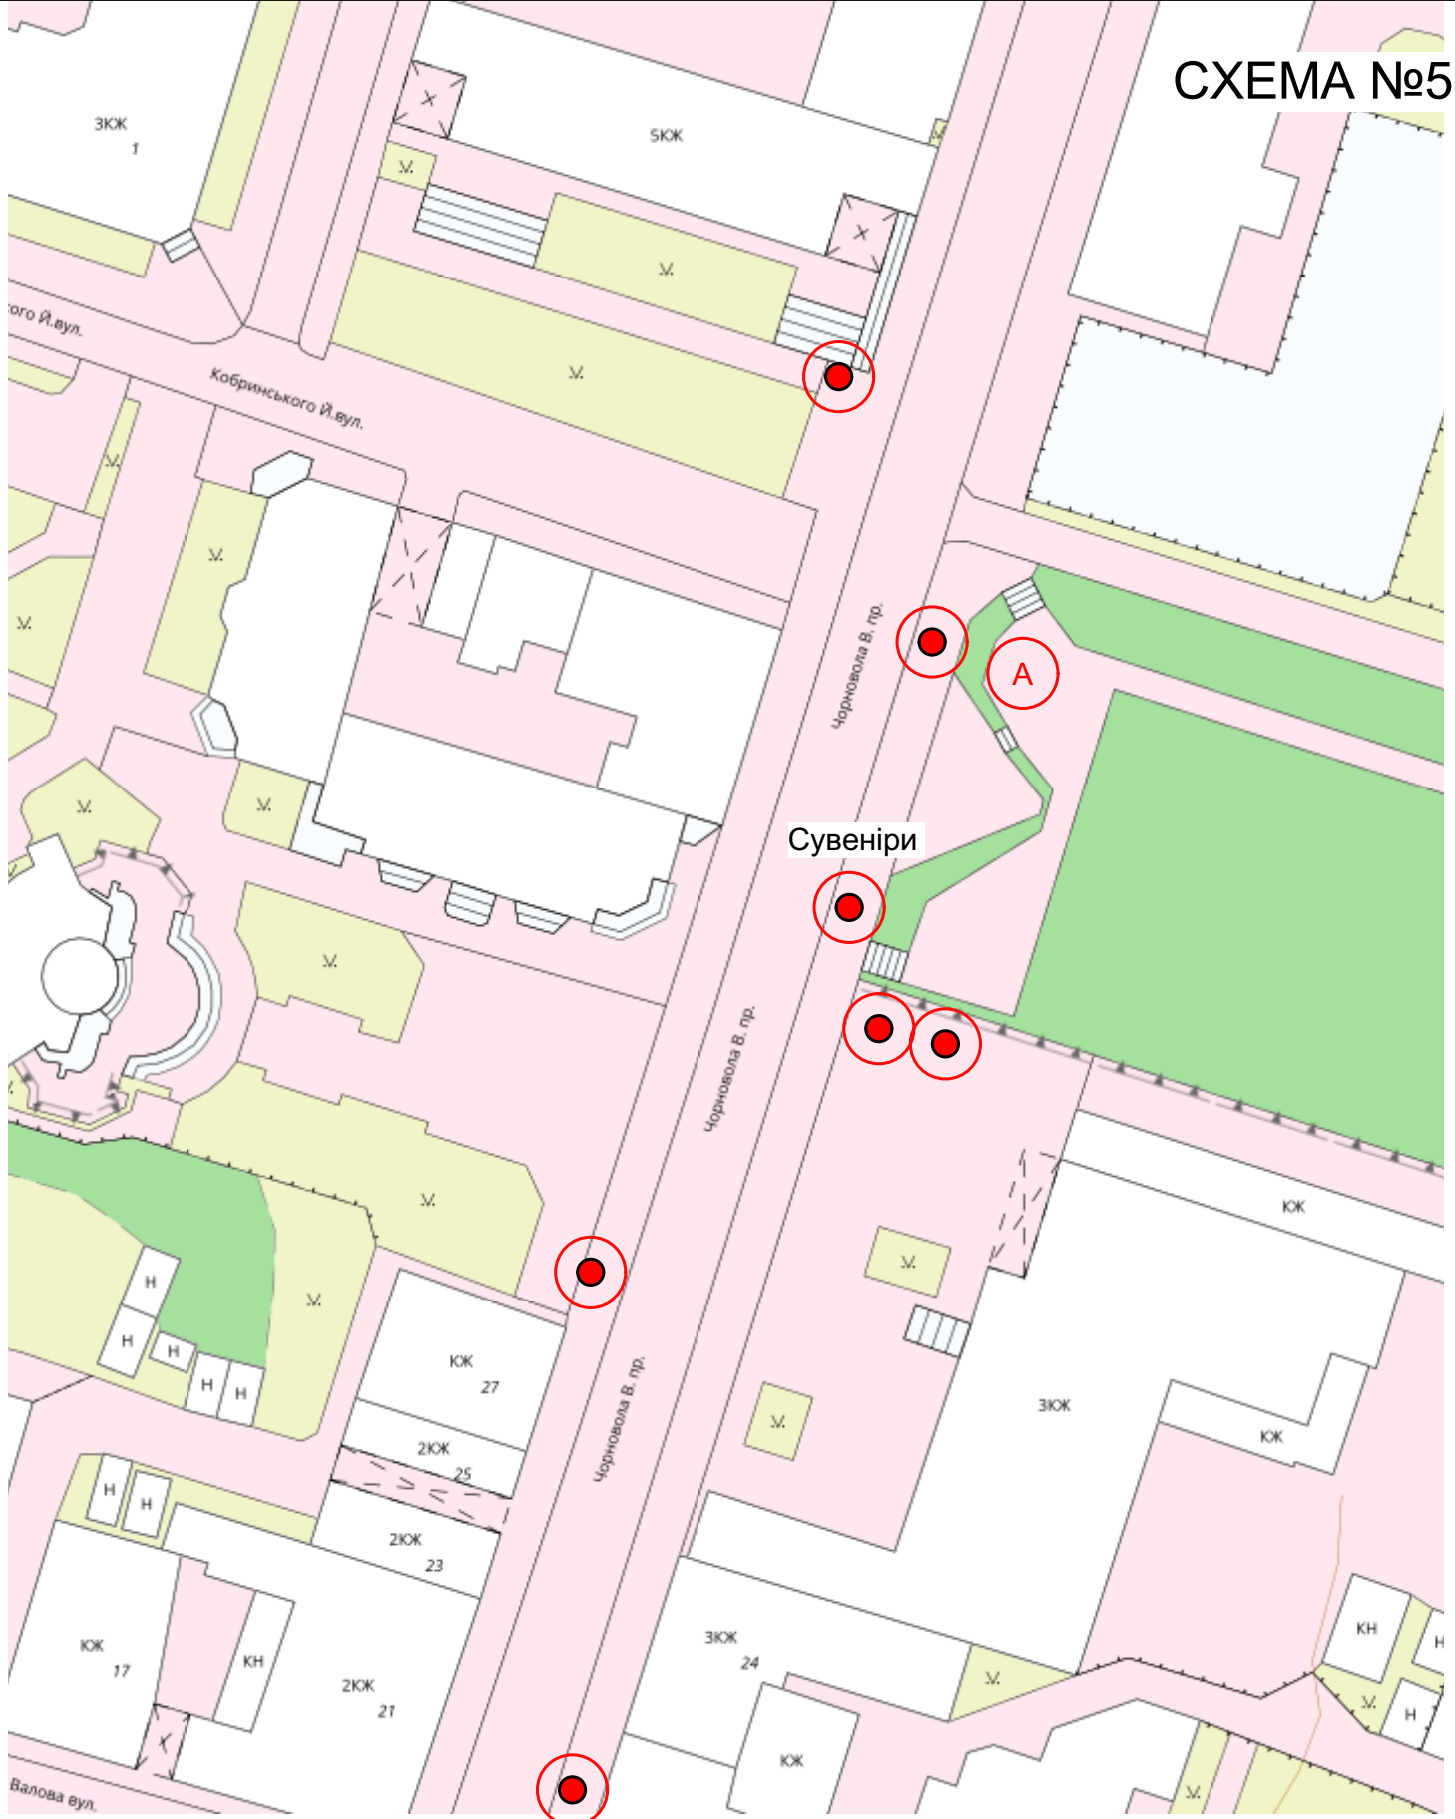 СХЕМА №5
3КЖ
1
5КЖ
ого Й.вул.
Кобринського Й.вул.
Чорновола В. пр.
А
Сувеніри
Чорновола В. пр.
КЖ
Н
Н
Н
Н
Н
КЖ
27
Чорновола В. пр.
3КЖ
КЖ
2КЖ
25
Н
Н
2КЖ
23
КЖ
17
КН
2КЖ
21
3КЖ
24
КН
Н
Н
КЖ
Валова вул.